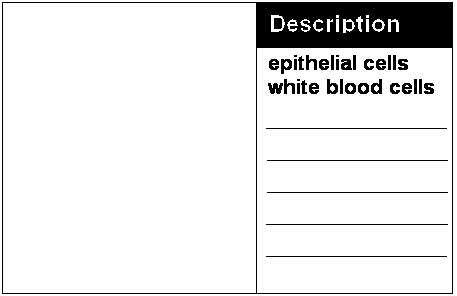 Description
epithelial cells
white blood cells